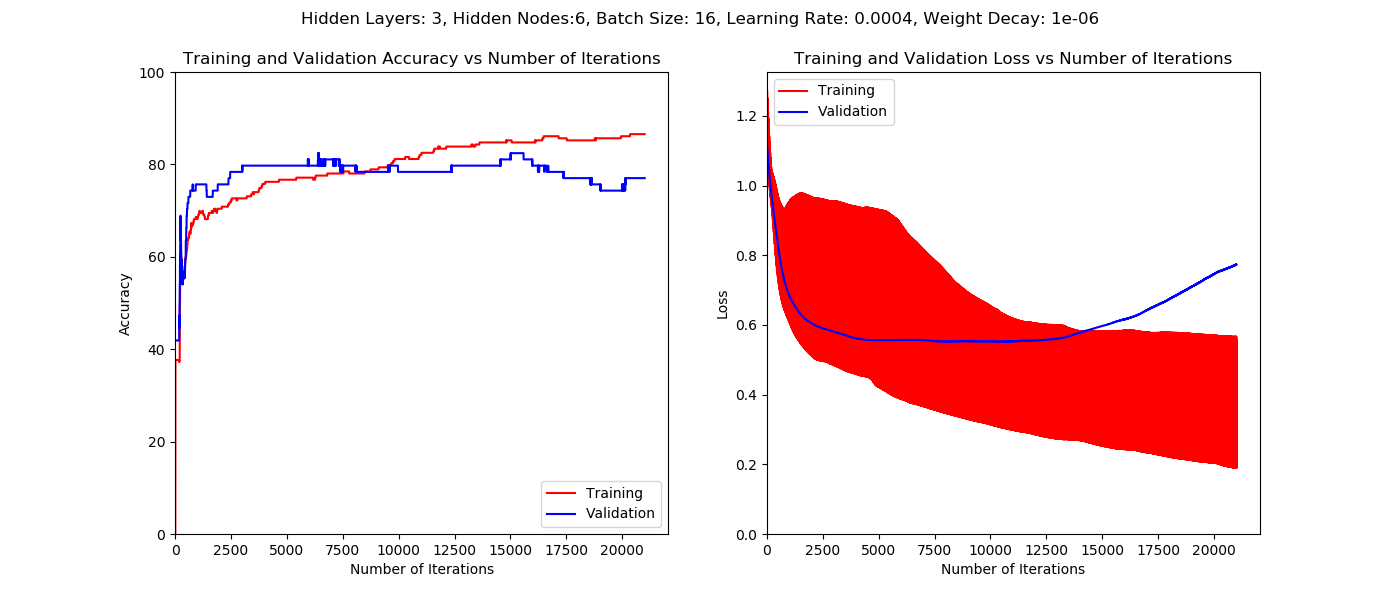 Hidden Layers: 3, Hidden Nodes:6, Batch Size: 16, Learning Rate: 0.0004, Weight Decay: 1e-06
Training and Validation Accuracy vs Number of Iterations
100
80
60
40
20
0
Accuracy
0 2500 5000 7500 10000 12500 15000 17500 20000
Number of Iterations
Training
Validation
Training and Validation Loss vs Number of Iterations
Training
Validation
1.2
1.0
0.8
0.6
0.4
0.2
0.0
Loss
0 2500 5000 7500 10000 12500 15000 17500 20000
Number of Iterations